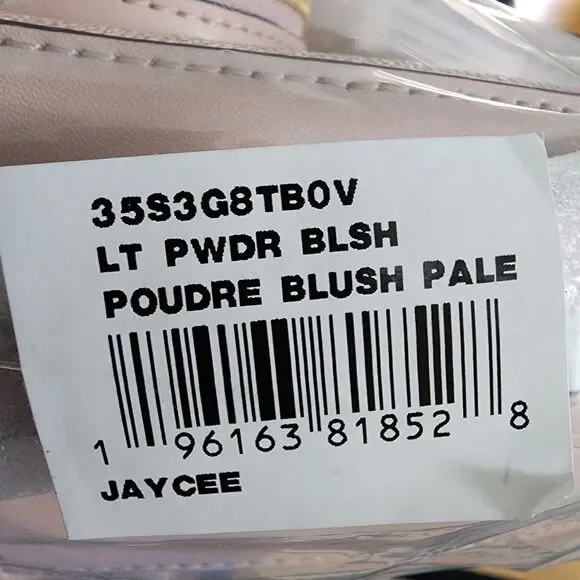 35S3G8TB0V
LT PWDR BLSH
POUDRE BLUSH PALE
1 96163 81852 8
JAYCEE